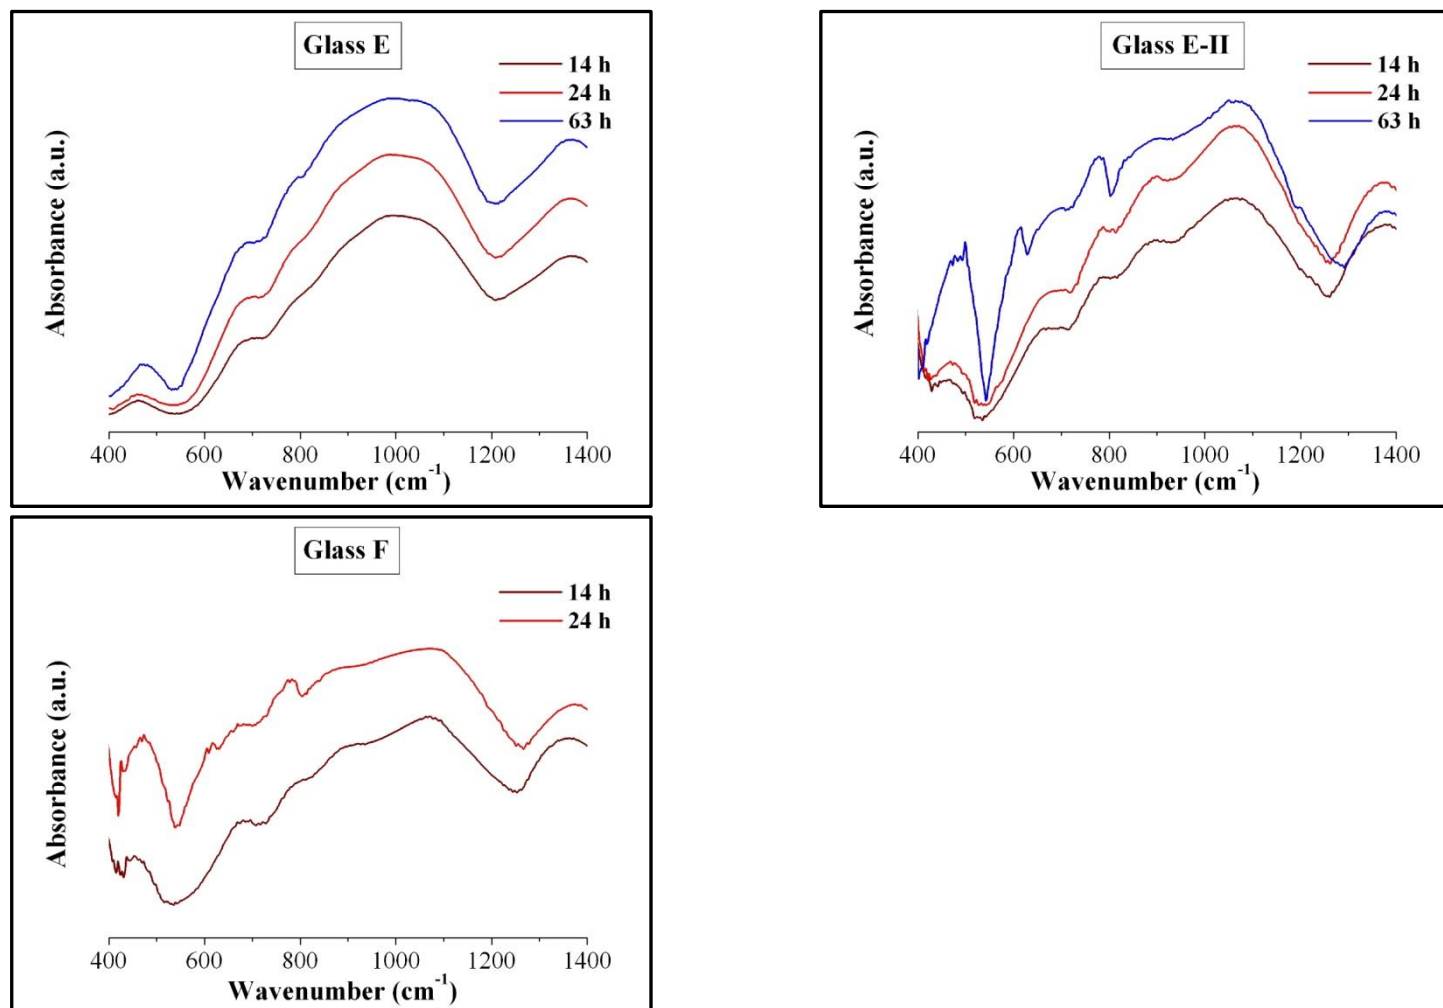 Glass E
14 h
24 h
63 h
Absorbance (a.u.)
400 600 800 1000 1200 1400
Wavenumber (cm⁻¹)
Glass E-II
14 h
24 h
63 h
Absorbance (a.u.)
400 600 800 1000 1200 1400
Wavenumber (cm⁻¹)
Glass F
14 h
24 h
Absorbance (a.u.)
400 600 800 1000 1200 1400
Wavenumber (cm⁻¹)